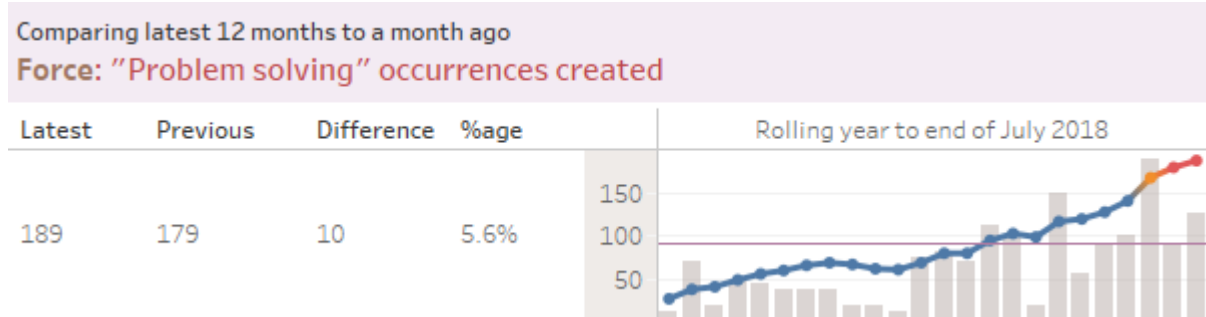 Comparing latest 12 months to a month ago
Force: "Problem solving" occurrences created
Latest Previous Difference %age Rolling year to end of July 2018
189 179 10 5.6%
150
100
50